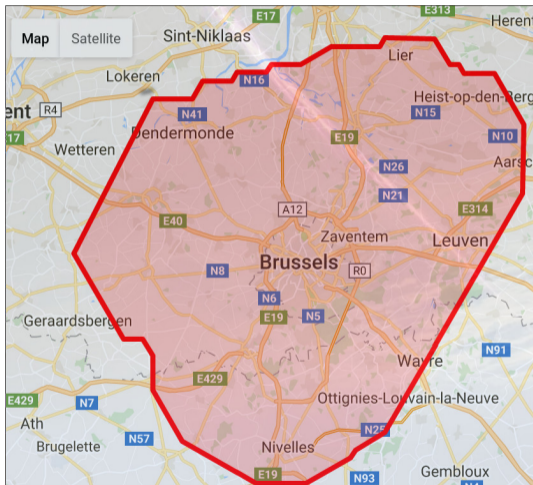 E17
E313
Herent
Map
Satellite
Sint-Niklaas
Lier
Lokeren
N16
Heist-op-den-Berg
ent
R4
N41
N15
E17
Dendermonde
E19
N10
Wetteren
N26
Aarsc
N21
A12
E314
E40
Zaventem
Leuven
Brussels
N8
R0
N6
E19
N5
Geraardsbergen
N91
Wavre
E429
E429
N7
Ottignies-Louvain-la-Neuve
Ath
N25
N57
Brugelette
Nivelles
Gembloux
E19
N93